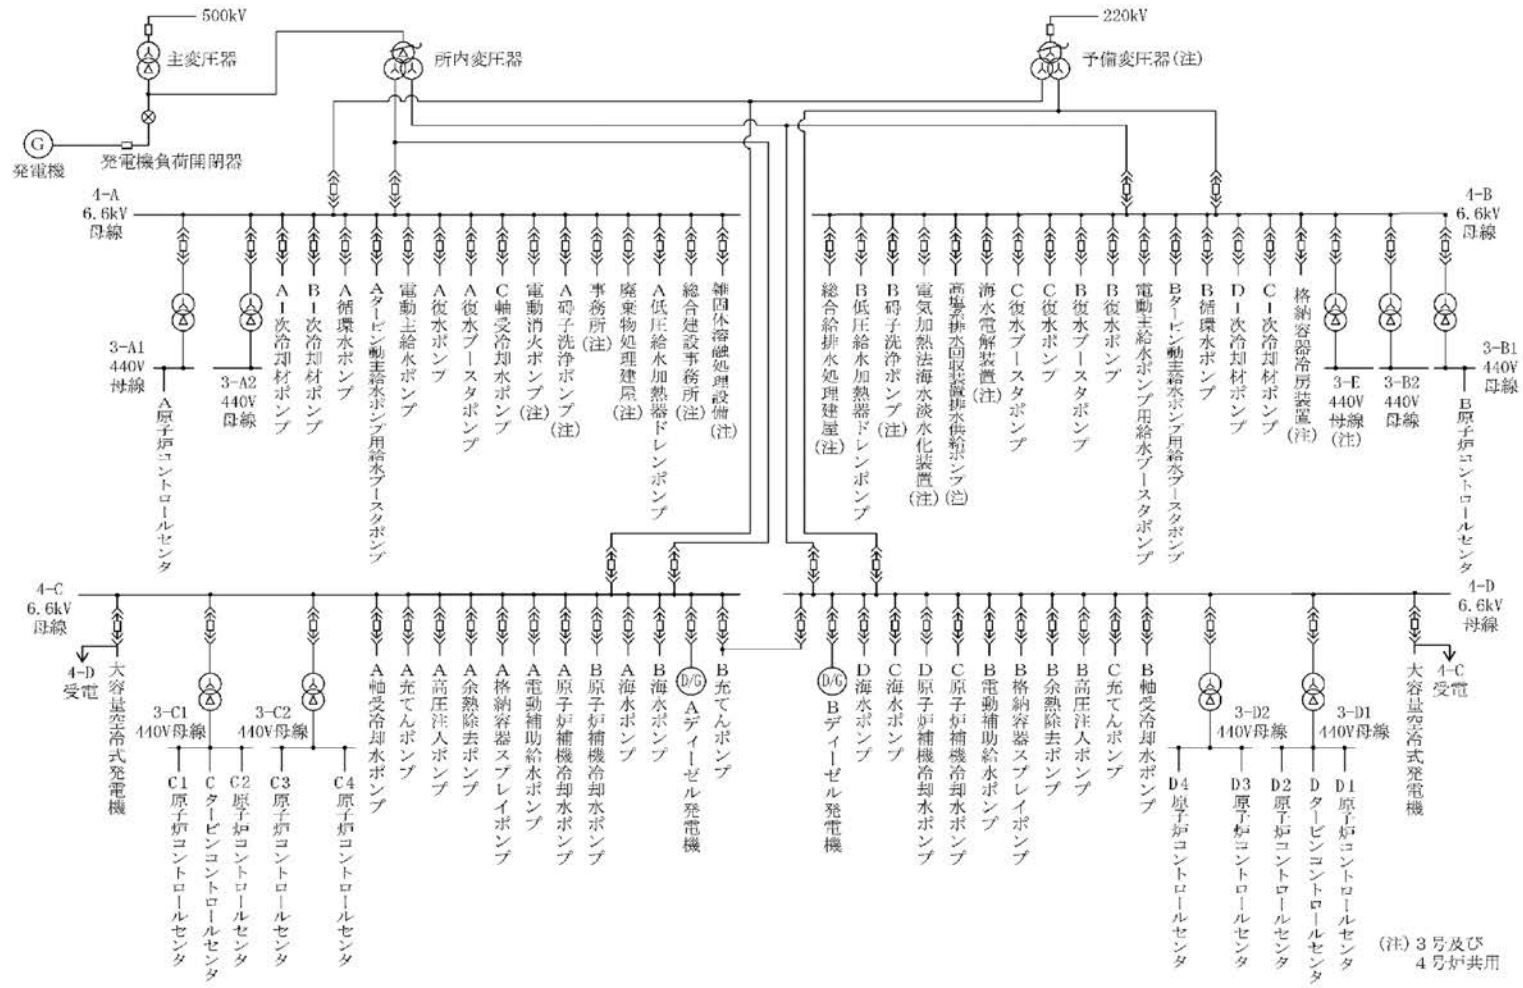 500kV
220kV
主変圧器
所内変圧器
予備変圧器(注)
G
発電機
発電機負荷開閉器
4-A
6.6kV
母線
4-B
6.6kV
母線
3-A1
440V
母線
A原子炉コントロールセンタ
3-A2
440V
母線
A1次冷却材ポンプ
B1次冷却材ポンプ
A循環水ポンプ
Aタービン動主給水ポンプ用給水ブースタポンプ
電動主給水ポンプ
A復水ポンプ
A復水ブースタポンプ
C軸受冷却水ポンプ
電動消火ポンプ(注)
A碍子洗浄ポンプ(注)
事務所(注)
廃棄物処理建屋(注)
A低圧給水加熱器ドレンポンプ
総合建設事務所(注)
雑固体溶融処理設備(注)
総合給排水処理建屋(注)
B低圧給水加熱器ドレンポンプ
B碍子洗浄ポンプ(注)
電気加熱法海水淡水化装置(注)
高塩素排水回収装置排水供給ポンプ(注)
海水電解装置(注)
C復水ブースタポンプ
C復水ポンプ
B復水ブースタポンプ
B復水ポンプ
電動主給水ポンプ用給水ブースタポンプ
Bタービン動主給水ポンプ用給水ブースタポンプ
B循環水ポンプ
D1次冷却材ポンプ
C1次冷却材ポンプ
格納容器冷房装置(注)
3-E
440V
母線(注)
3-B2
440V
母線
3-B1
440V
母線
B原子炉コントロールセンタ
4-C
6.6kV
母線
4-D
6.6kV
母線
4-D
受電
大容量空冷式発電機
3-C1
440V母線
C1原子炉コントロールセンタ
Cタービンコントロールセンタ
C2原子炉コントロールセンタ
3-C2
440V母線
C3原子炉コントロールセンタ
C4原子炉コントロールセンタ
A軸受冷却水ポンプ
A充てんポンプ
A高圧注入ポンプ
A余熱除去ポンプ
A格納容器スプレイポンプ
A電動補助給水ポンプ
A原子炉補機冷却水ポンプ
B原子炉補機冷却水ポンプ
A海水ポンプ
B海水ポンプ
D/G
Aディーゼル発電機
B充てんポンプ
D/G
Bディーゼル発電機
D海水ポンプ
C海水ポンプ
D原子炉補機冷却水ポンプ
C原子炉補機冷却水ポンプ
B電動補助給水ポンプ
B格納容器スプレイポンプ
B余熱除去ポンプ
B高圧注入ポンプ
C充てんポンプ
B軸受冷却水ポンプ
3-D2
440V母線
D4原子炉コントロールセンタ
D3原子炉コントロールセンタ
3-D1
440V母線
D2原子炉コントロールセンタ
Dタービンコントロールセンタ
D1原子炉コントロールセンタ
大容量空冷式発電機
4-C
受電
(注)3号及び
4号炉共用